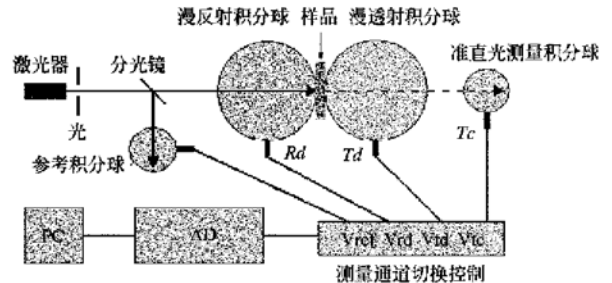 漫反射积分球 样品 漫透射积分球
激光器
分光镜
准直光测量积分球
光
参考积分球
Rd
Td
Tc
PC
AD
Vref Vrd Vtd Vtc
测量通道切换控制